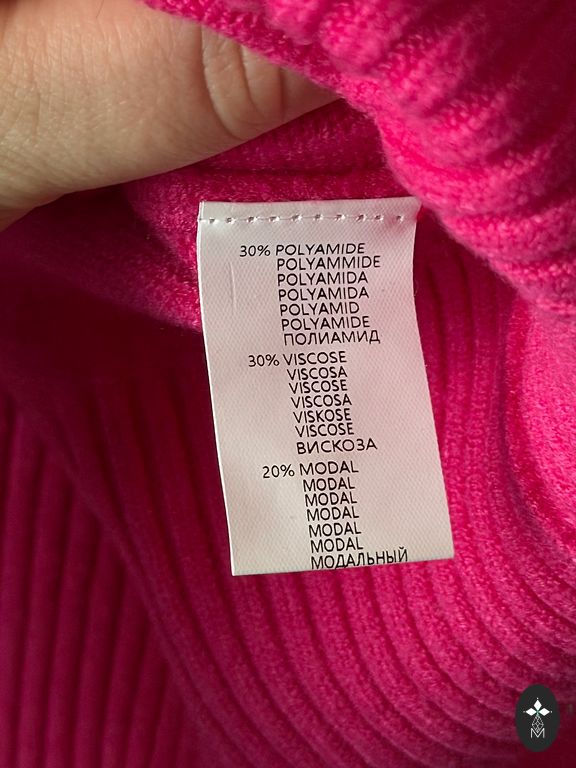 30% POLYAMIDE
POLYAMMIDE
POLYAMIDA
POLYAMIDA
POLYAMID
POLYAMIDE
ПОЛИАМИД
30% VISCOSE
VISCOSA
VISCOSE
VISCOSA
VISKOSE
VISCOSE
ВИСКОЗА
20% MODAL
MODAL
MODAL
MODAL
MODAL
MODAL
МОДАЛЬНЫЙ
M